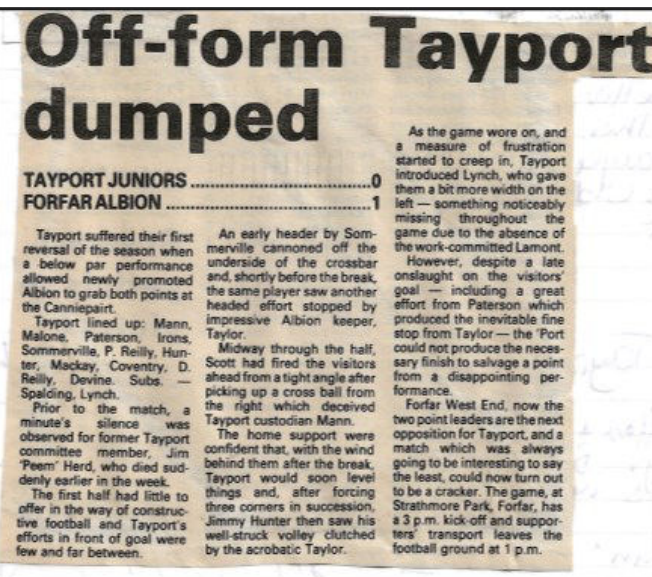 Off-form Tayport
dumped
TAYPORT JUNIORS ........................................0
FORFAR ALBION .............................................1
Tayport suffered their first
reversal of the season when
a below par performance
allowed newly promoted
Albion to grab both points at
the Canniepairt.
Tayport lined up: Mann,
Malone, Paterson, Irons,
Sommerville, P. Reilly, Hun-
ter, Mackay, Coventry, D.
Reilly, Devine. Subs. —
Spalding, Lynch.
Prior to the match, a
minute's silence was
observed for former Tayport
committee member, Jim
'Peem' Herd, who died sud-
denly earlier in the week.
The first half had little to
offer in the way of construc-
tive football and Tayport's
efforts in front of goal were
few and far between.
An early header by Som-
merville cannoned off the
underside of the crossbar
and, shortly before the break,
the same player saw another
headed effort stopped by
impressive Albion keeper,
Taylor.
Midway through the half,
Scott had fired the visitors
ahead from a tight angle after
picking up a cross ball from
the right which deceived
Tayport custodian Mann.
The home support were
confident that, with the wind
behind them after the break,
Tayport would soon level
things and, after forcing
three corners in succession,
Jimmy Hunter then saw his
well-struck volley clutched
by the acrobatic Taylor.
As the game wore on, and
a measure of frustration
started to creep in, Tayport
introduced Lynch, who gave
them a bit more width on the
left — something noticeably
missing throughout the
game due to the absence of
the work-committed Lamont.
However, despite a late
onslaught on the visitors'
goal — including a great
effort from Paterson which
produced the inevitable fine
stop from Taylor — the 'Port
could not produce the neces-
sary finish to salvage a point
from a disappointing per-
formance.
Forfar West End, now the
two point leaders are the next
opposition for Tayport, and a
match which was always
going to be interesting to say
the least, could now turn out
to be a cracker. The game, at
Strathmore Park, Forfar, has
a 3 p.m. kick-off and suppor-
ters' transport leaves the
football ground at 1 p.m.